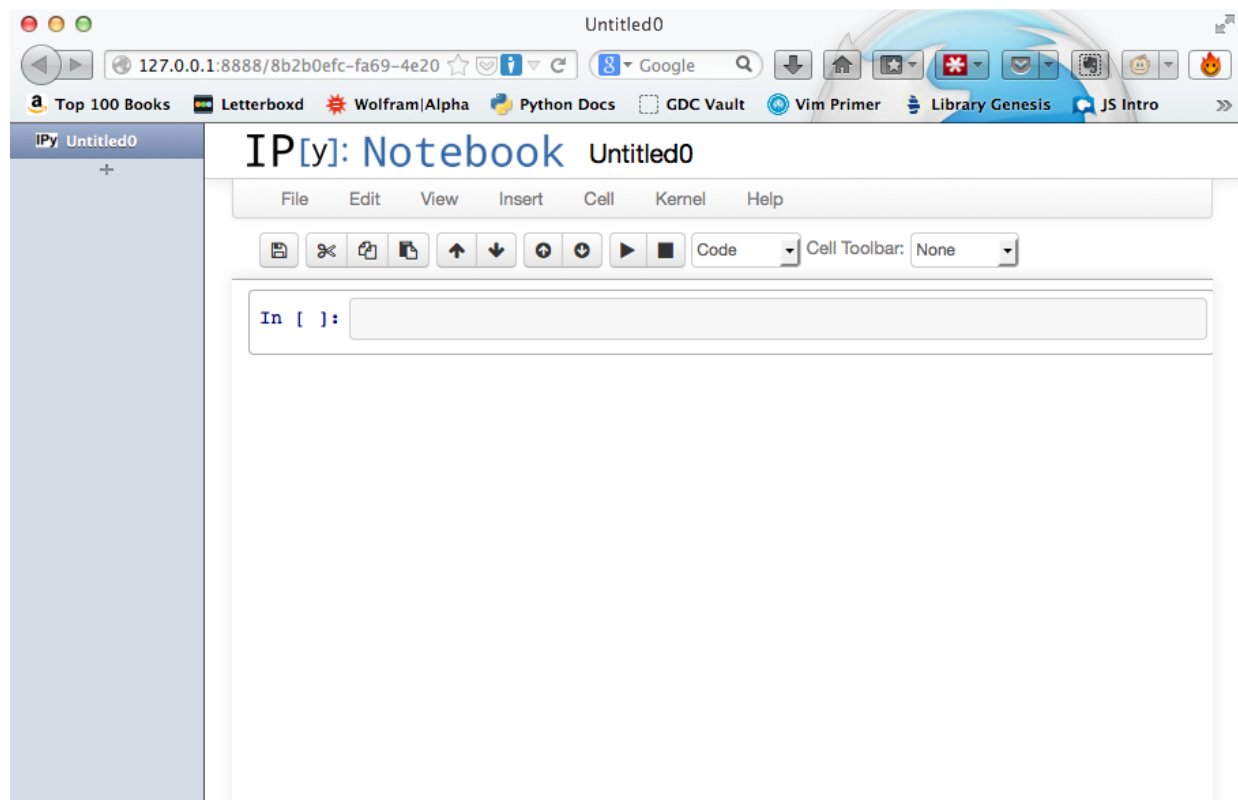 Untitled0
127.0.0.1:8888/8b2b0efc-fa69-4e20
Google
Top 100 Books Letterboxd Wolfram|Alpha Python Docs GDC Vault Vim Primer Library Genesis JS Intro »
IPy Untitled0
IP[y]: Notebook Untitled0
File Edit View Insert Cell Kernel Help
Code Cell Toolbar: None
In [ ]: